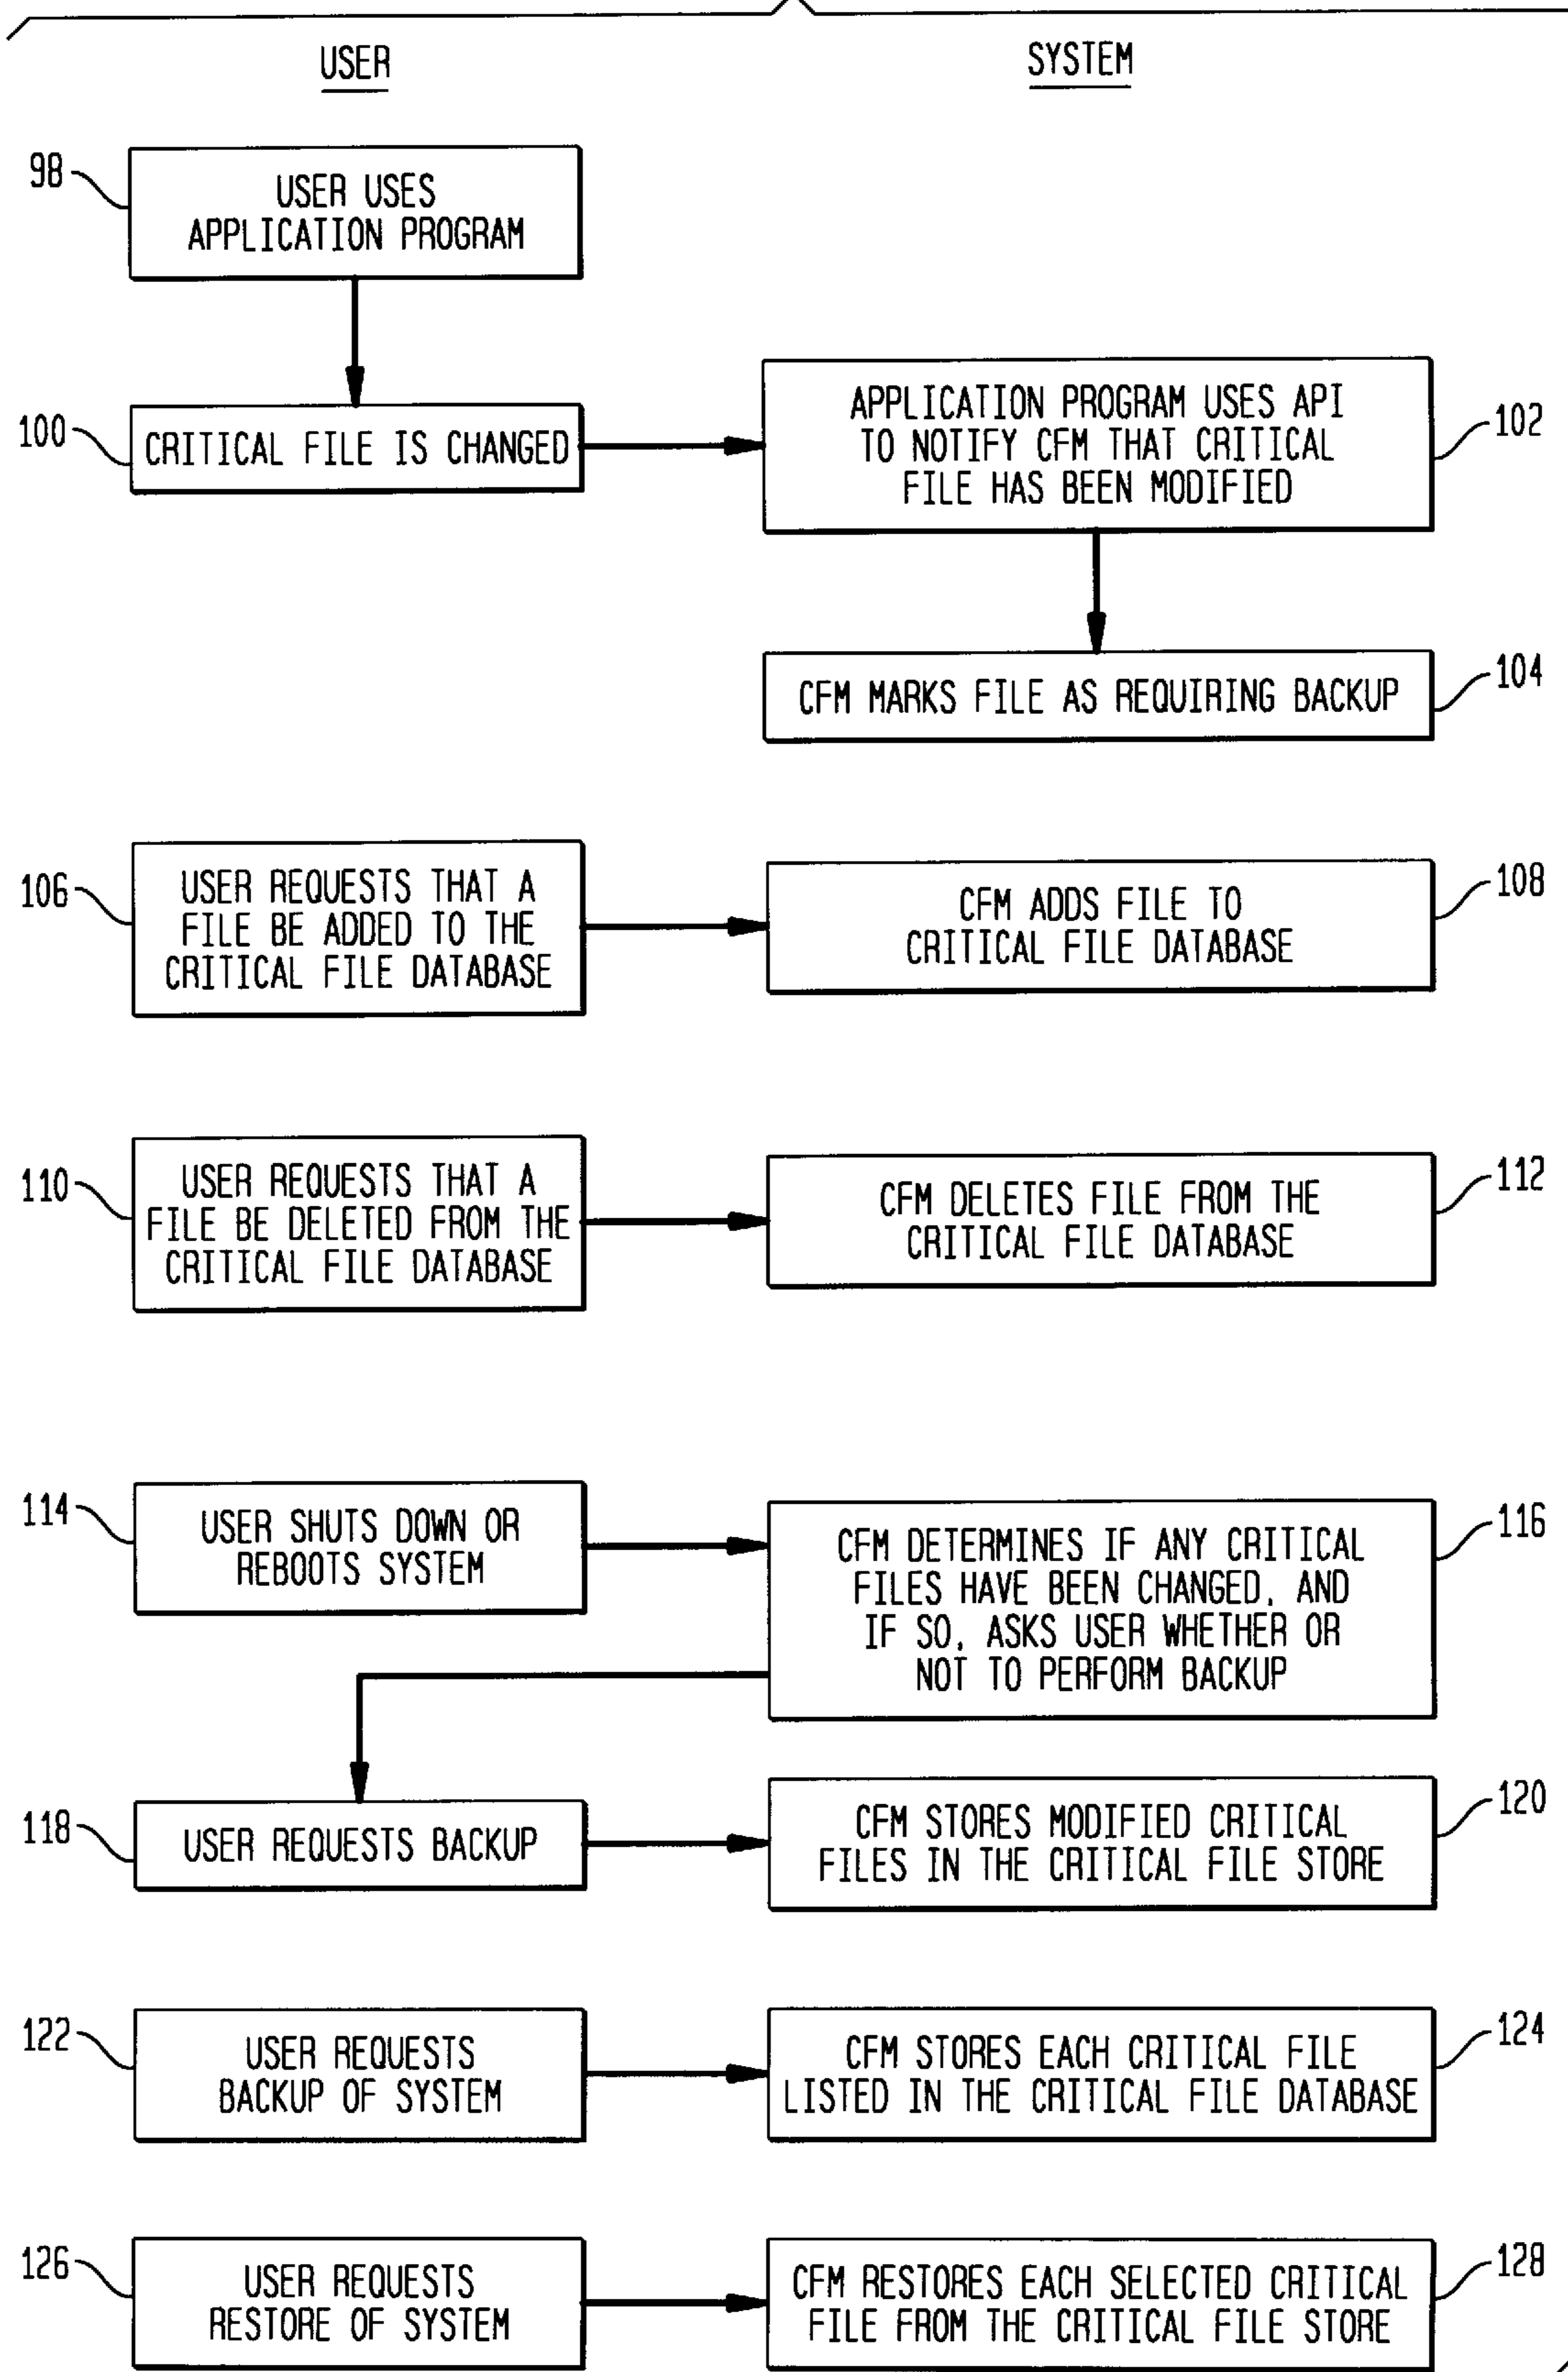 USER
SYSTEM
98
USER USES
APPLICATION PROGRAM
100
CRITICAL FILE IS CHANGED
APPLICATION PROGRAM USES API
TO NOTIFY CFM THAT CRITICAL
FILE HAS BEEN MODIFIED
102
CFM MARKS FILE AS REQUIRING BACKUP
104
106
USER REQUESTS THAT A
FILE BE ADDED TO THE
CRITICAL FILE DATABASE
CFM ADDS FILE TO
CRITICAL FILE DATABASE
108
110
USER REQUESTS THAT A
FILE BE DELETED FROM THE
CRITICAL FILE DATABASE
CFM DELETES FILE FROM THE
CRITICAL FILE DATABASE
112
114
USER SHUTS DOWN OR
REBOOTS SYSTEM
CFM DETERMINES IF ANY CRITICAL
FILES HAVE BEEN CHANGED, AND
IF SO, ASKS USER WHETHER OR
NOT TO PERFORM BACKUP
116
118
USER REQUESTS BACKUP
CFM STORES MODIFIED CRITICAL
FILES IN THE CRITICAL FILE STORE
120
122
USER REQUESTS
BACKUP OF SYSTEM
CFM STORES EACH CRITICAL FILE
LISTED IN THE CRITICAL FILE DATABASE
124
126
USER REQUESTS
RESTORE OF SYSTEM
CFM RESTORES EACH SELECTED CRITICAL
FILE FROM THE CRITICAL FILE STORE
128